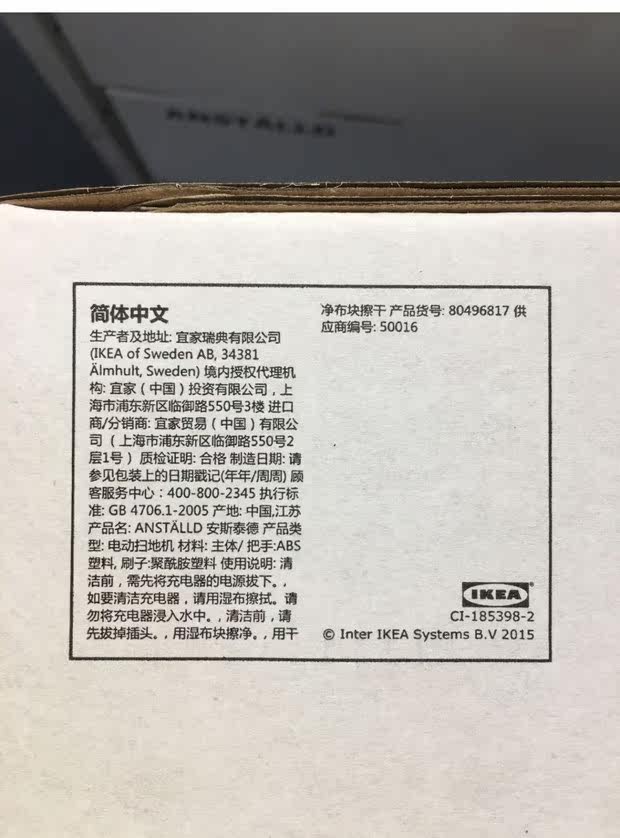 ANSTÄLLD
简体中文
生产者及地址: 宜家瑞典有限公司
(IKEA of Sweden AB, 34381
Älmhult, Sweden) 境内授权代理机
构: 宜家（中国）投资有限公司，上
海市浦东新区临御路550号3楼 进口
商/分销商: 宜家贸易（中国）有限公
司（上海市浦东新区临御路550号2
层1号） 质检证明: 合格 制造日期: 请
参见包装上的日期戳记(年年/周周) 顾
客服务中心：400-800-2345 执行标
准: GB 4706.1-2005 产地: 中国,江苏
产品名: ANSTÄLLD 安斯泰德 产品类
型: 电动扫地机 材料: 主体/ 把手:ABS
塑料, 刷子:聚酰胺塑料 使用说明: 清
洁前，需先将充电器的电源拔下。,
如要清洁充电器，请用湿布擦拭。请
勿将充电器浸入水中。, 清洁前，请
先拔掉插头。, 用湿布块擦净。, 用干
净布块擦干 产品货号: 80496817 供
应商编号: 50016
IKEA®
CI-185398-2
© Inter IKEA Systems B.V 2015